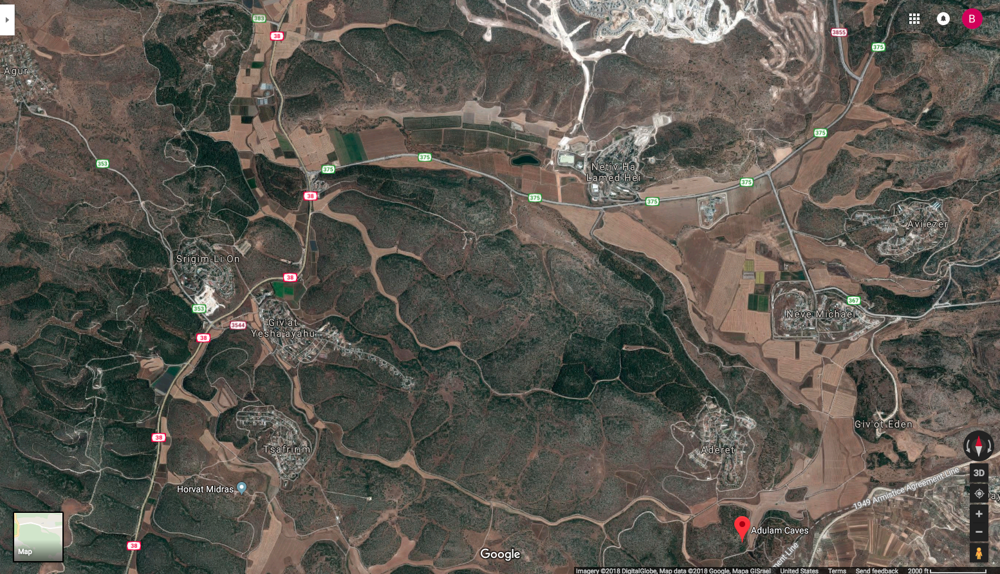 383
38
3855
375
B
Agur
375
38
353
375
375
Netiv Ha
Lamed Hei
375
38
375
375
Avi'ezer
Srigim-Li On
38
367
353
Neve Michael
3544
Giv'at
Yesha'ayahu
38
Giv'ot Eden
38
Tsafririm
Aderet
3D
1949 Armistice Agreement Line
Horvat Midras
Adulam Caves
38
Map
Google
Line
Imagery ©2018 DigitalGlobe, Map data ©2018 Google, Mapa GISrael United States Terms Send feedback 2000 ft